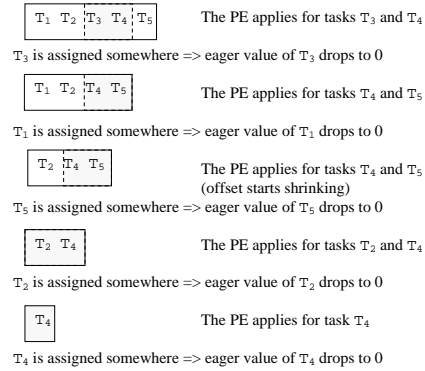 T₁ T₂ T₃ T₄ T₅ The PE applies for tasks T₃ and T₄
T₃ is assigned somewhere => eager value of T₃ drops to 0
T₁ T₂ T₄ T₅ The PE applies for tasks T₄ and T₅
T₁ is assigned somewhere => eager value of T₁ drops to 0
T₂ T₄ T₅ The PE applies for tasks T₄ and T₅
(offset starts shrinking)
T₅ is assigned somewhere => eager value of T₅ drops to 0
T₂ T₄ The PE applies for tasks T₂ and T₄
T₂ is assigned somewhere => eager value of T₂ drops to 0
T₄ The PE applies for task T₄
T₄ is assigned somewhere => eager value of T₄ drops to 0